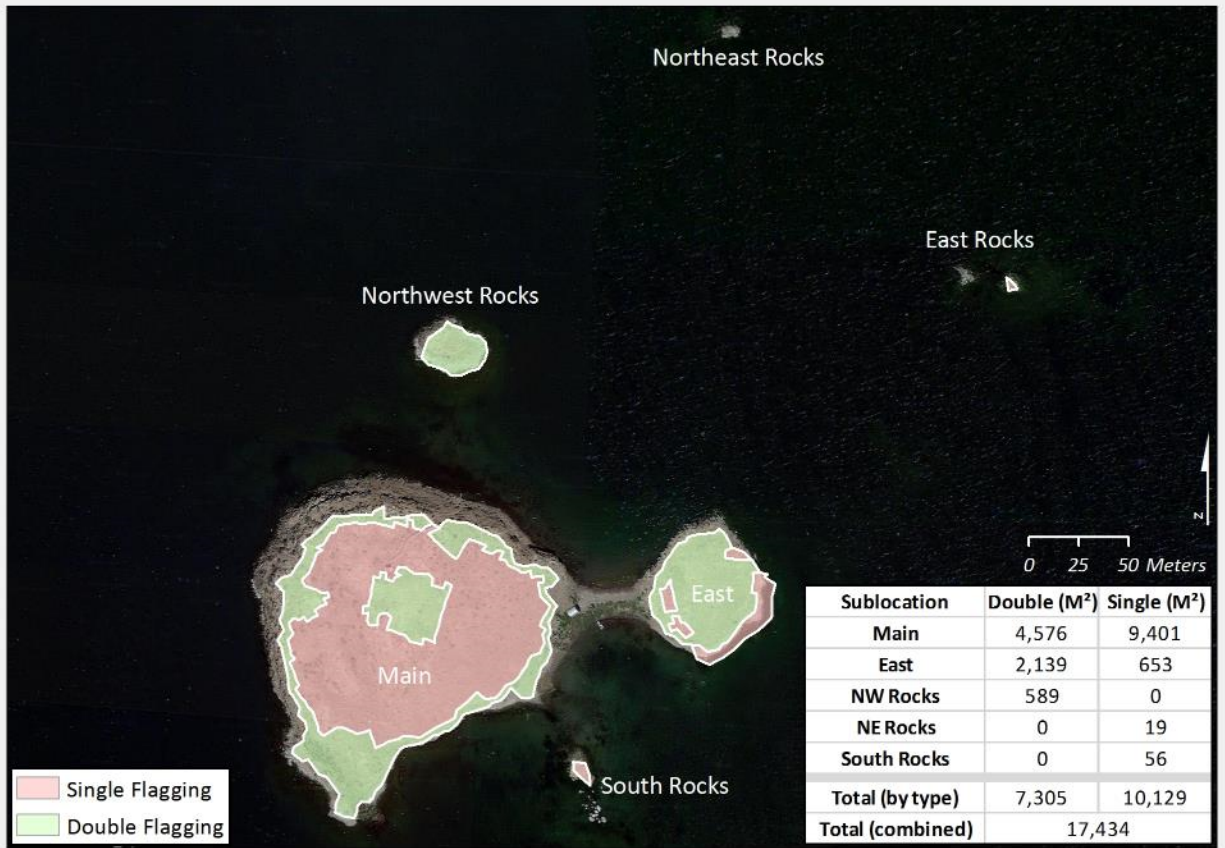 Northeast Rocks
East Rocks
Northwest Rocks
East
Main
South Rocks
N
0 25 50 Meters
Single Flagging
Double Flagging
Sublocation Double (M²) Single (M²)
Main 4,576 9,401
East 2,139 653
NW Rocks 589 0
NE Rocks 0 19
South Rocks 0 56
Total (by type) 7,305 10,129
Total (combined) 17,434